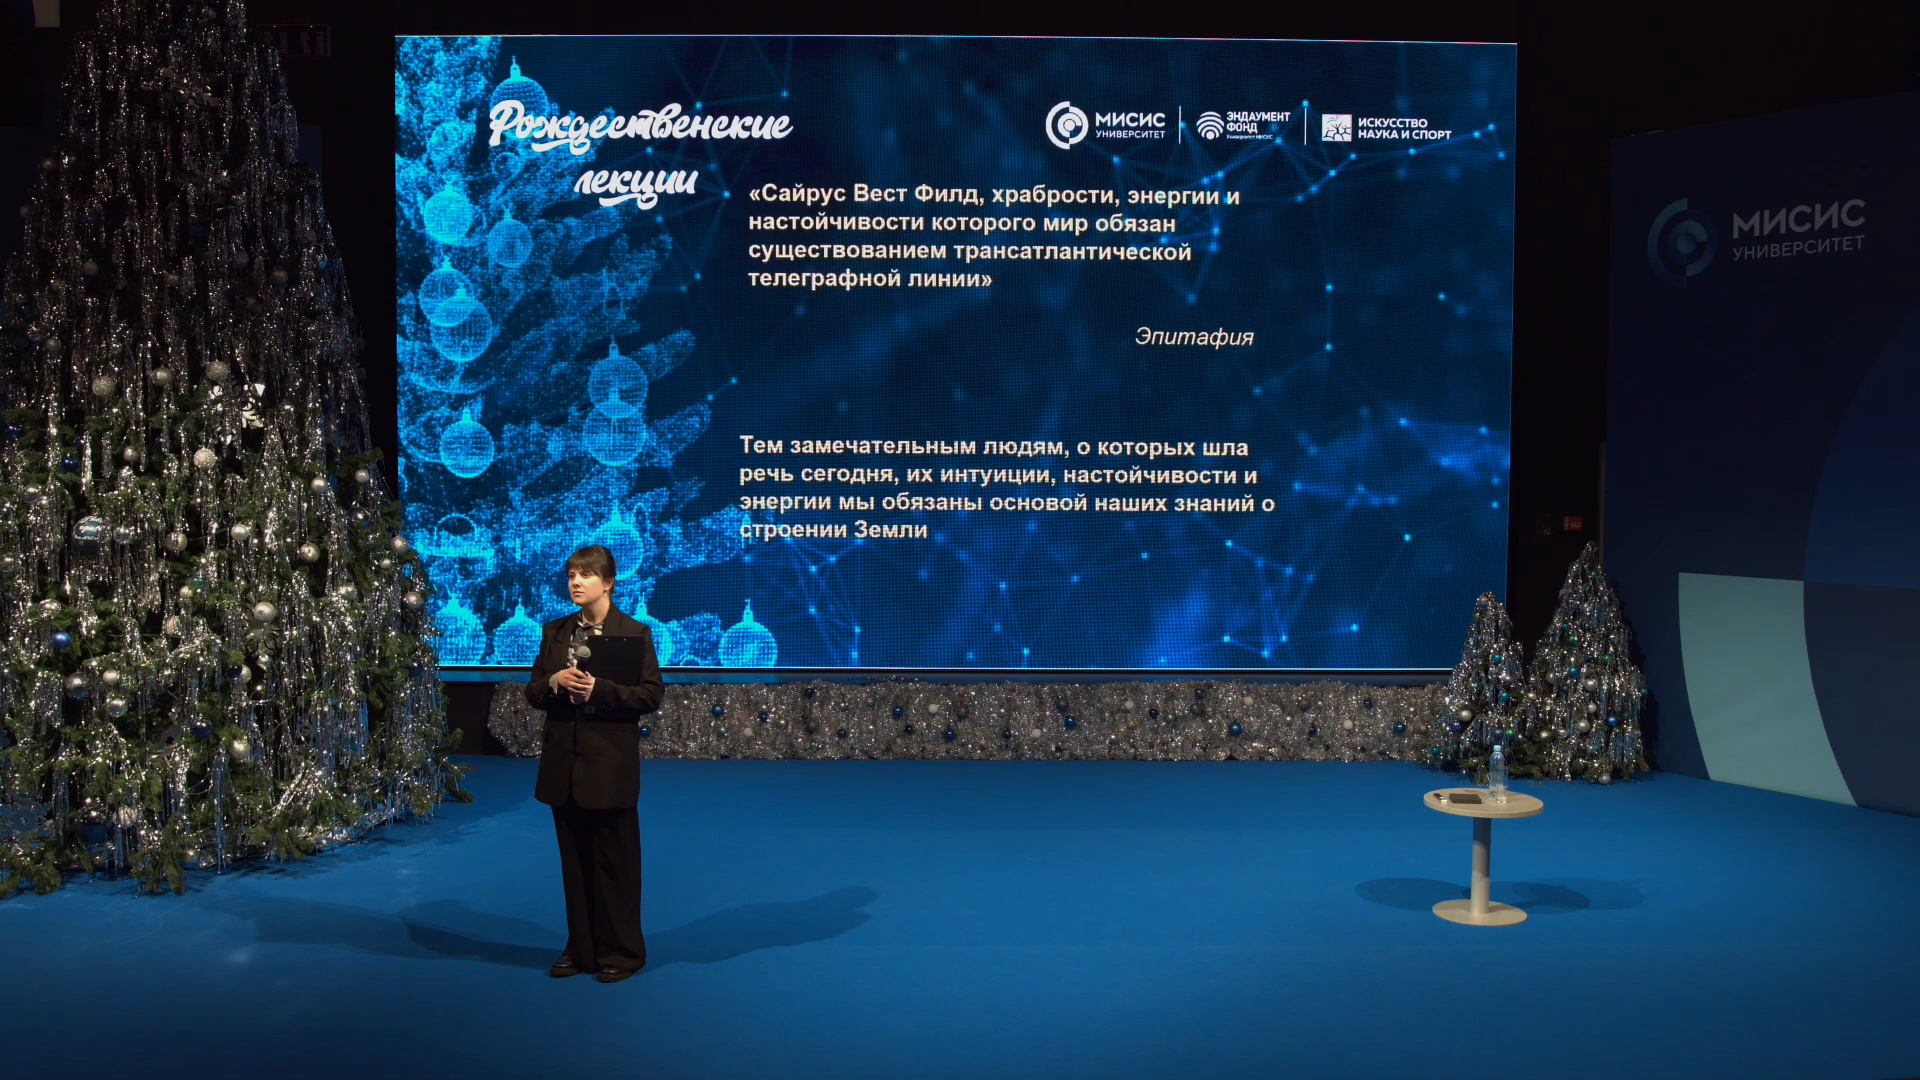 Рождественские
лекции
МИСИС
УНИВЕРСИТЕТ
ЭНДАУМЕНТ
ФОНД
Университет МИСИС
ИСКУССТВО
НАУКА И СПОРТ
«Сайрус Вест Филд, храбрости, энергии и
настойчивости которого мир обязан
существованием трансатлантической
телеграфной линии»
Эпитафия
Тем замечательным людям, о которых шла
речь сегодня, их интуиции, настойчивости и
энергии мы обязаны основой наших знаний о
строении Земли
МИСИС
УНИВЕРСИТЕТ